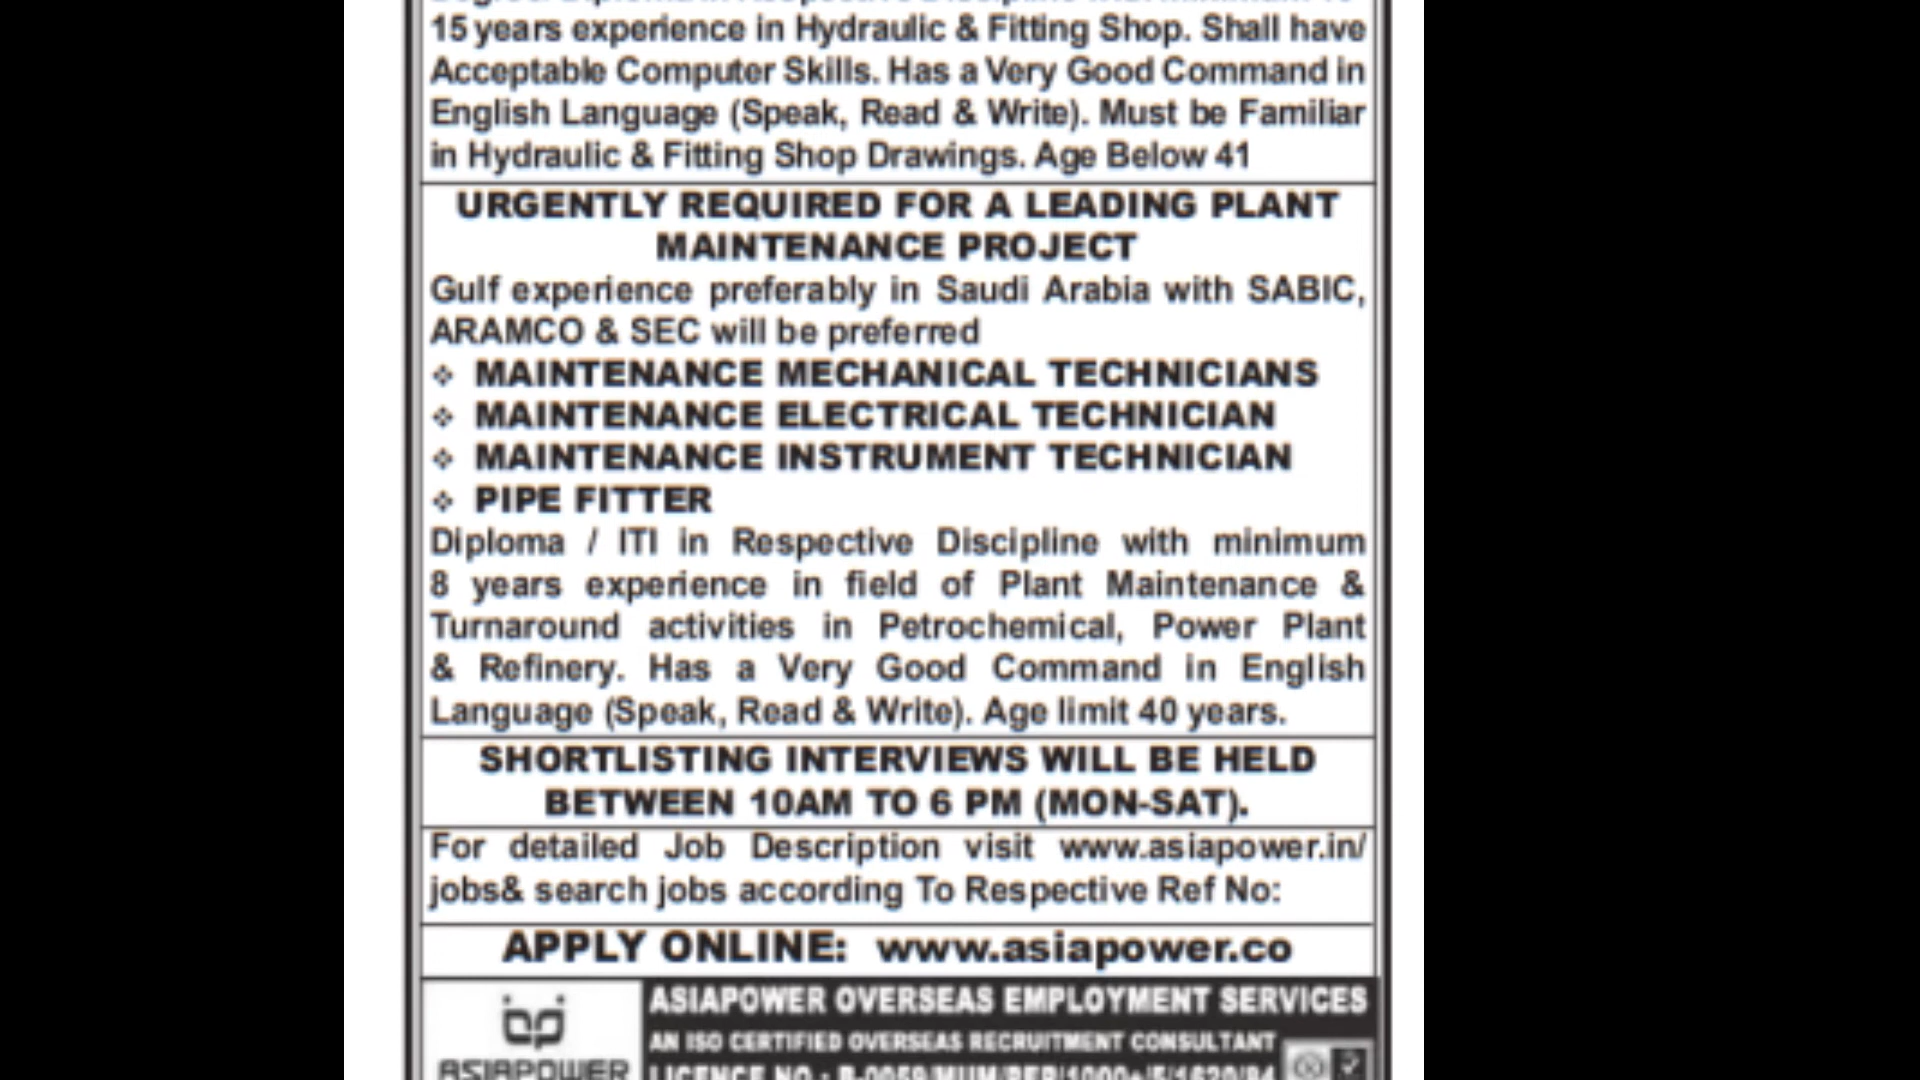 15 years experience in Hydraulic & Fitting Shop. Shall have
Acceptable Computer Skills. Has a Very Good Command in
English Language (Speak, Read & Write). Must be Familiar
in Hydraulic & Fitting Shop Drawings. Age Below 41
URGENTLY REQUIRED FOR A LEADING PLANT
MAINTENANCE PROJECT
Gulf experience preferably in Saudi Arabia with SABIC,
ARAMCO & SEC will be preferred
❖ MAINTENANCE MECHANICAL TECHNICIANS
❖ MAINTENANCE ELECTRICAL TECHNICIAN
❖ MAINTENANCE INSTRUMENT TECHNICIAN
❖ PIPE FITTER
Diploma / ITI in Respective Discipline with minimum
8 years experience in field of Plant Maintenance &
Turnaround activities in Petrochemical, Power Plant
& Refinery. Has a Very Good Command in English
Language (Speak, Read & Write). Age limit 40 years.
SHORTLISTING INTERVIEWS WILL BE HELD
BETWEEN 10AM TO 6 PM (MON-SAT).
For detailed Job Description visit www.asiapower.in/
jobs& search jobs according To Respective Ref No:
APPLY ONLINE: www.asiapower.co
ASIAPOWER OVERSEAS EMPLOYMENT SERVICES
AN ISO CERTIFIED OVERSEAS RECRUITMENT CONSULTANT
ASIAPOWER
LICENCE NO.: